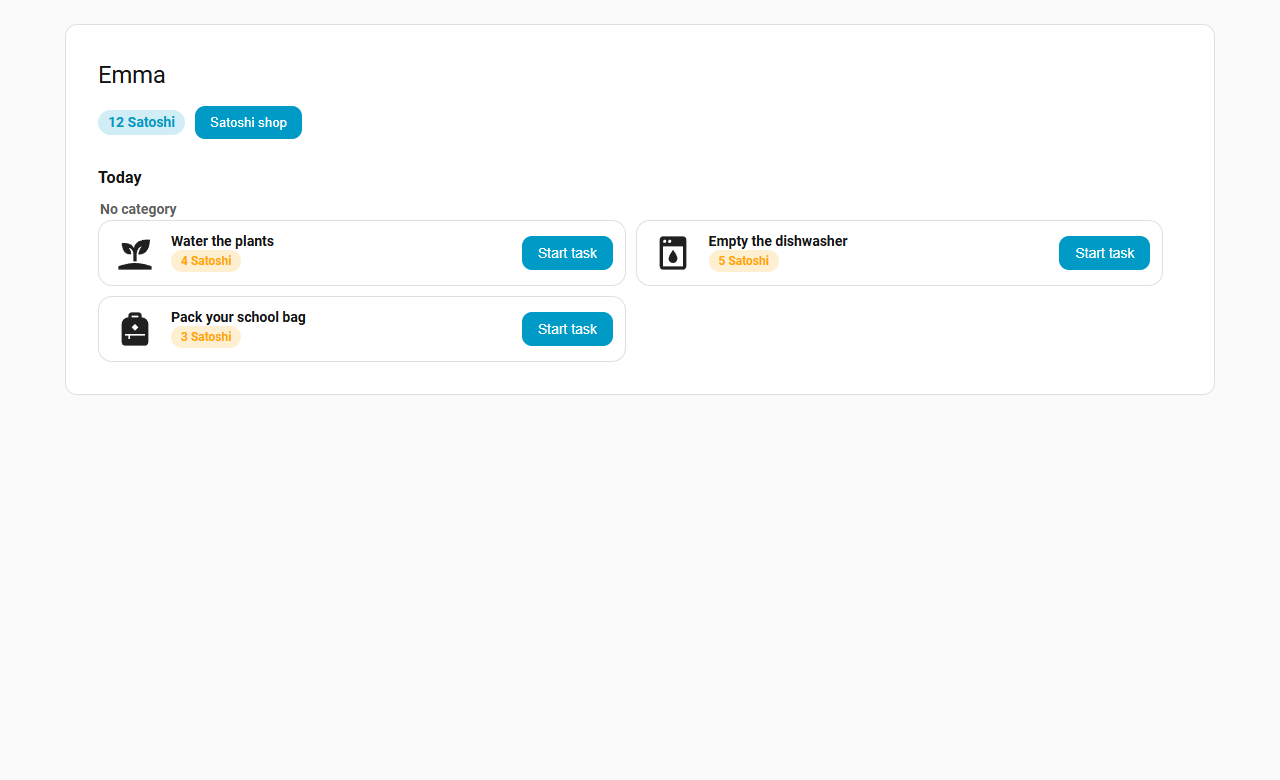 Emma
12 Satoshi Satoshi shop
Today
No category
Water the plants
4 Satoshi
Start task
Empty the dishwasher
5 Satoshi
Start task
Pack your school bag
3 Satoshi
Start task